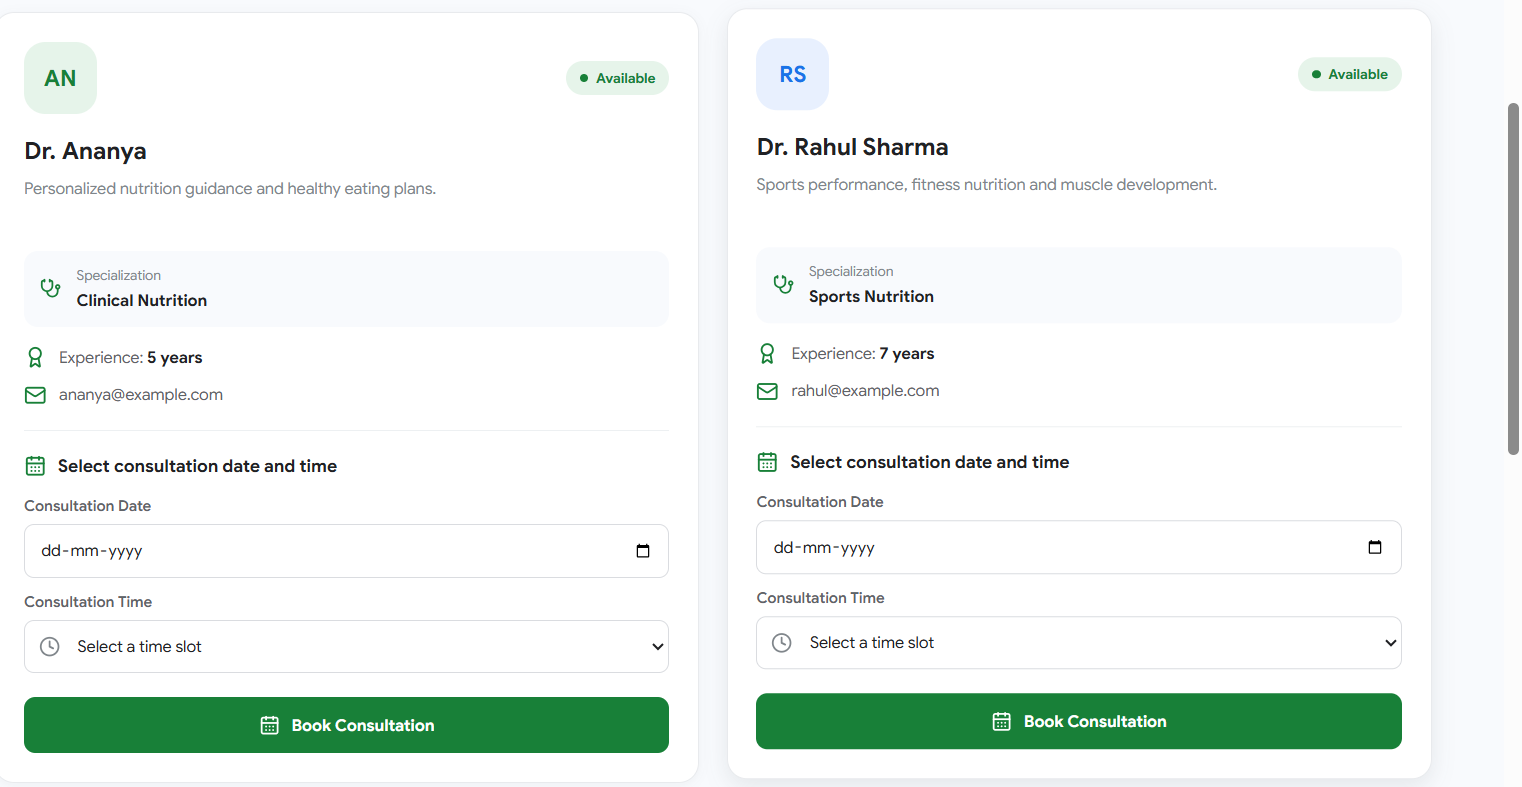 AN
Available
Dr. Ananya
Personalized nutrition guidance and healthy eating plans.
Specialization
Clinical Nutrition
Experience: 5 years
ananya@example.com
Select consultation date and time
Consultation Date
dd-mm-yyyy
Consultation Time
Select a time slot
Book Consultation
RS
Available
Dr. Rahul Sharma
Sports performance, fitness nutrition and muscle development.
Specialization
Sports Nutrition
Experience: 7 years
rahul@example.com
Select consultation date and time
Consultation Date
dd-mm-yyyy
Consultation Time
Select a time slot
Book Consultation